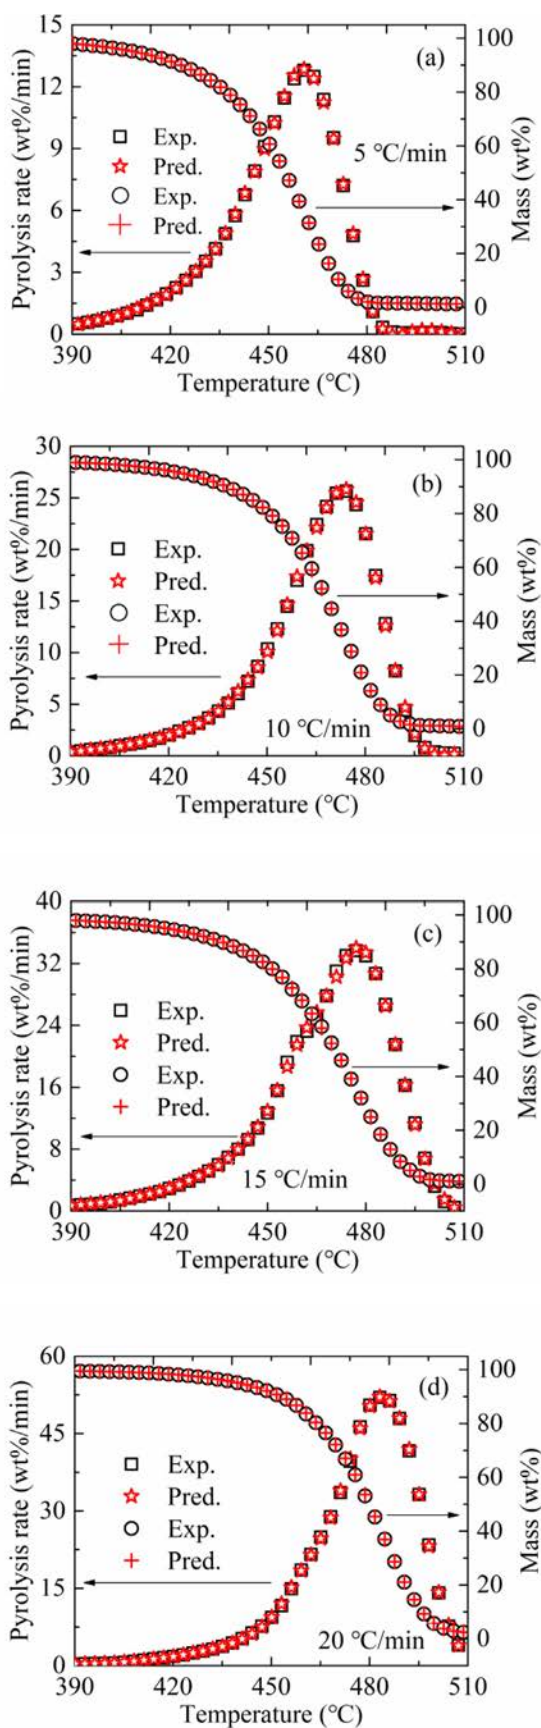 (a)
15
12
9
6
3
0
Pyrolysis rate (wt%/min)
Exp.
Pred.
Exp.
Pred.
5 ℃/min
100
80
60
40
20
0
Mass (wt%)
390 420 450 480 510
Temperature (℃)
(b)
30
25
20
15
10
5
0
Pyrolysis rate (wt%/min)
Exp.
Pred.
Exp.
Pred.
10 ℃/min
100
80
60
40
20
0
Mass (wt%)
390 420 450 480 510
Temperature (℃)
(c)
40
32
24
16
8
0
Pyrolysis rate (wt%/min)
Exp.
Pred.
Exp.
Pred.
15 ℃/min
100
80
60
40
20
0
Mass (wt%)
390 420 450 480 510
Temperature (℃)
(d)
60
45
30
15
0
Pyrolysis rate (wt%/min)
Exp.
Pred.
Exp.
Pred.
20 ℃/min
100
80
60
40
20
0
Mass (wt%)
390 420 450 480 510
Temperature (℃)